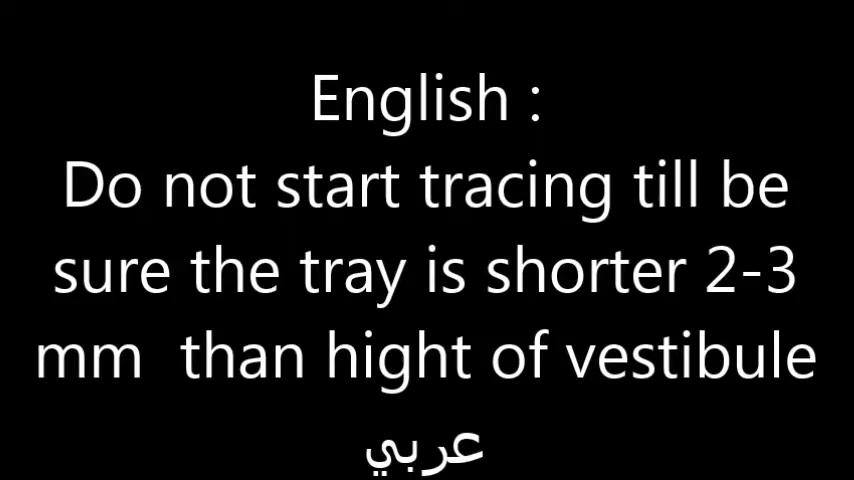 English :
Do not start tracing till be
sure the tray is shorter 2-3
mm  than hight of vestibule
عربي